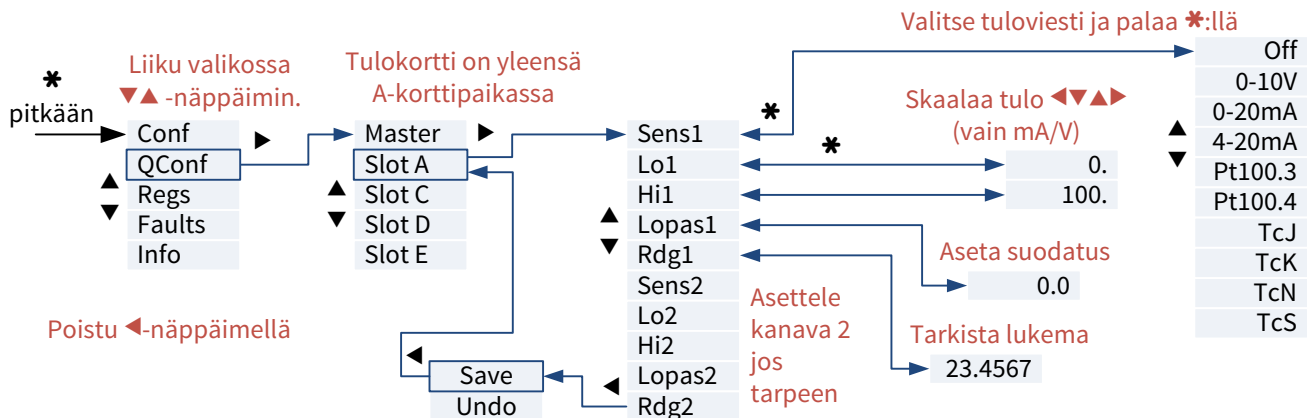 Valitse tuloviesti ja palaa *:llä
*
pitkään
Liiku valikossa
▼▲ -näppäimin.
Tulokortti on yleensä
A-korttipaikassa
Skaalaa tulo ◀▼▲▶
(vain mA/V)
Conf
QConf
Regs
Faults
Info
Master
Slot A
Slot C
Slot D
Slot E
Sens1
Lo1
Hi1
Lopas1
Rdg1
Sens2
Lo2
Hi2
Lopas2
Rdg2
*
*
0.
100.
Aseta suodatus
0.0
Tarkista lukema
23.4567
Asettele
kanava 2
jos
tarpeen
Off
0-10V
0-20mA
4-20mA
Pt100.3
Pt100.4
TcJ
TcK
TcN
TcS
Poistu ◀-näppäimellä
Save
Undo